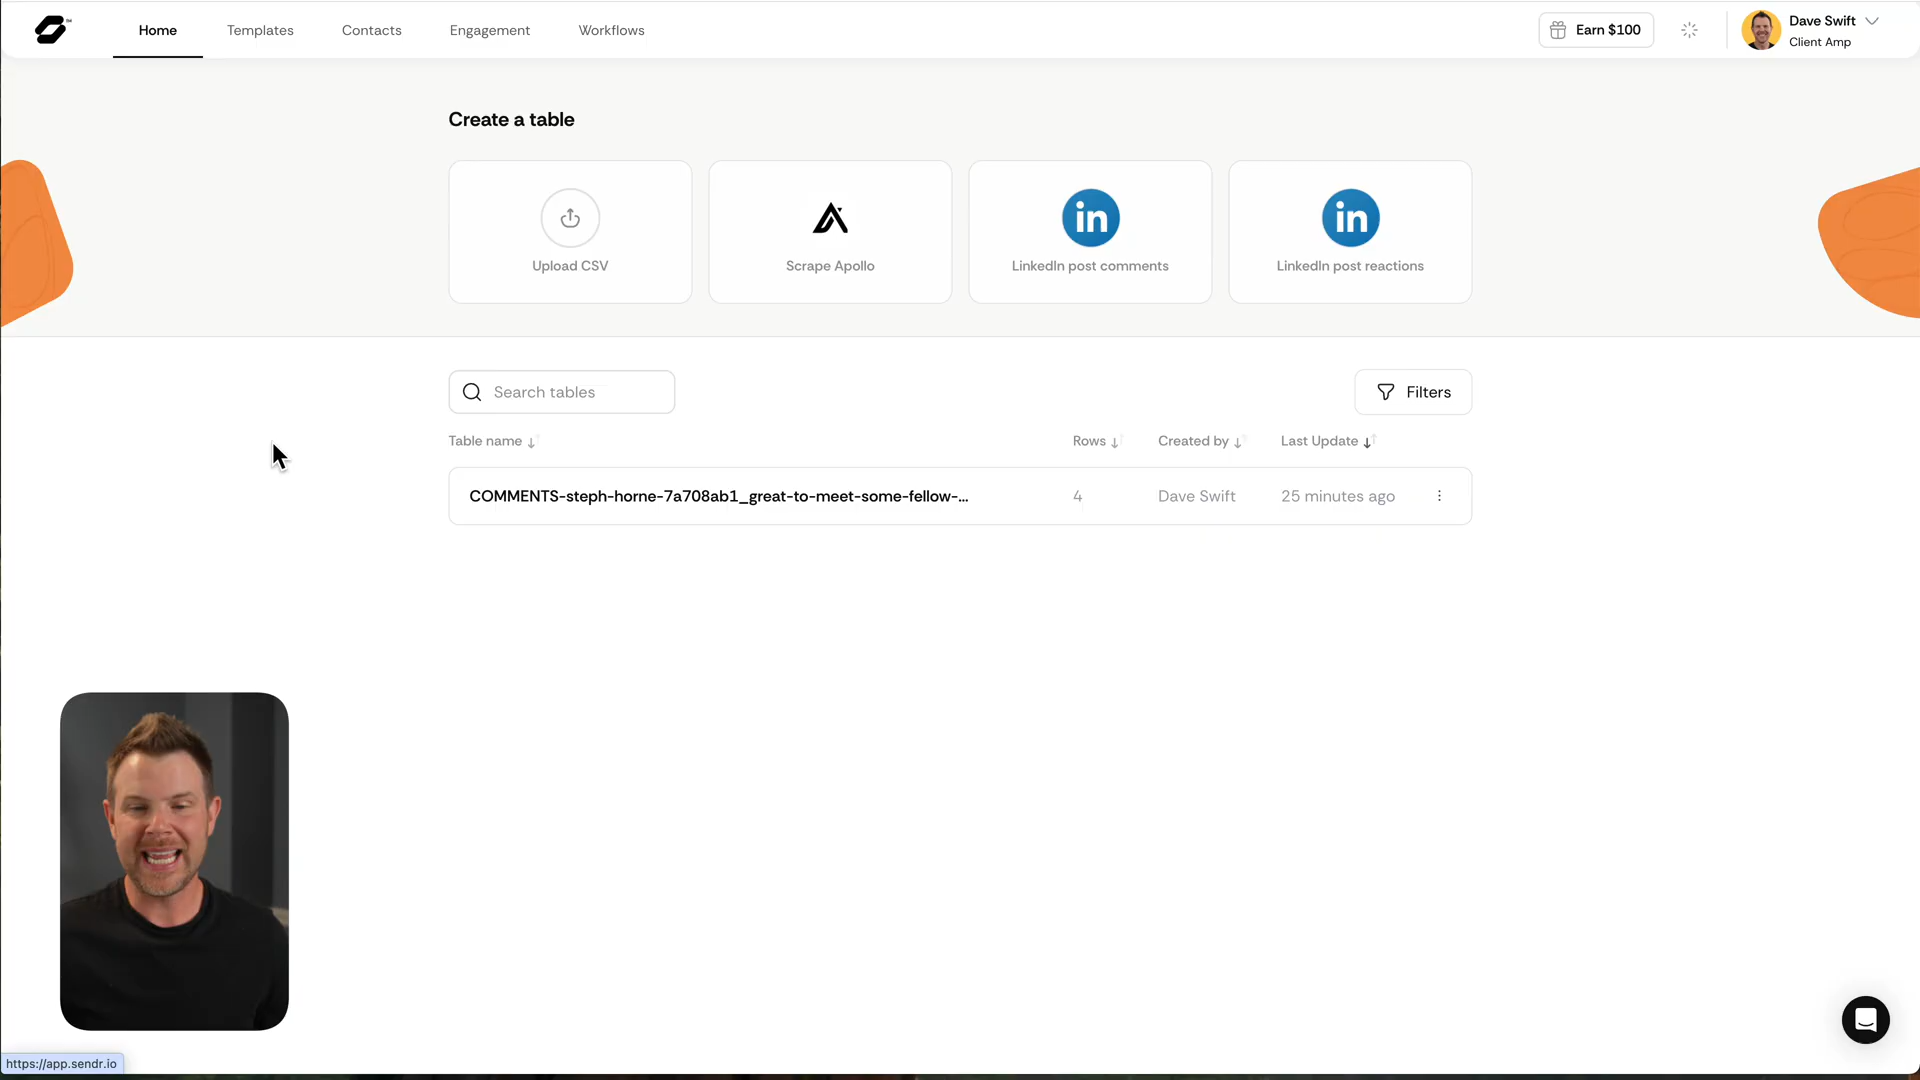 Home
Templates
Contacts
Engagement
Workflows
Earn $100
Dave Swift
Client Amp
Create a table
Upload CSV
Scrape Apollo
in
LinkedIn post comments
in
LinkedIn post reactions
Search tables
Filters
Table name
Rows
Created by
Last Update
COMMENTS-steph-horne-7a708ab1_great-to-meet-some-fellow-...
4
Dave Swift
25 minutes ago
https://app.sendr.io